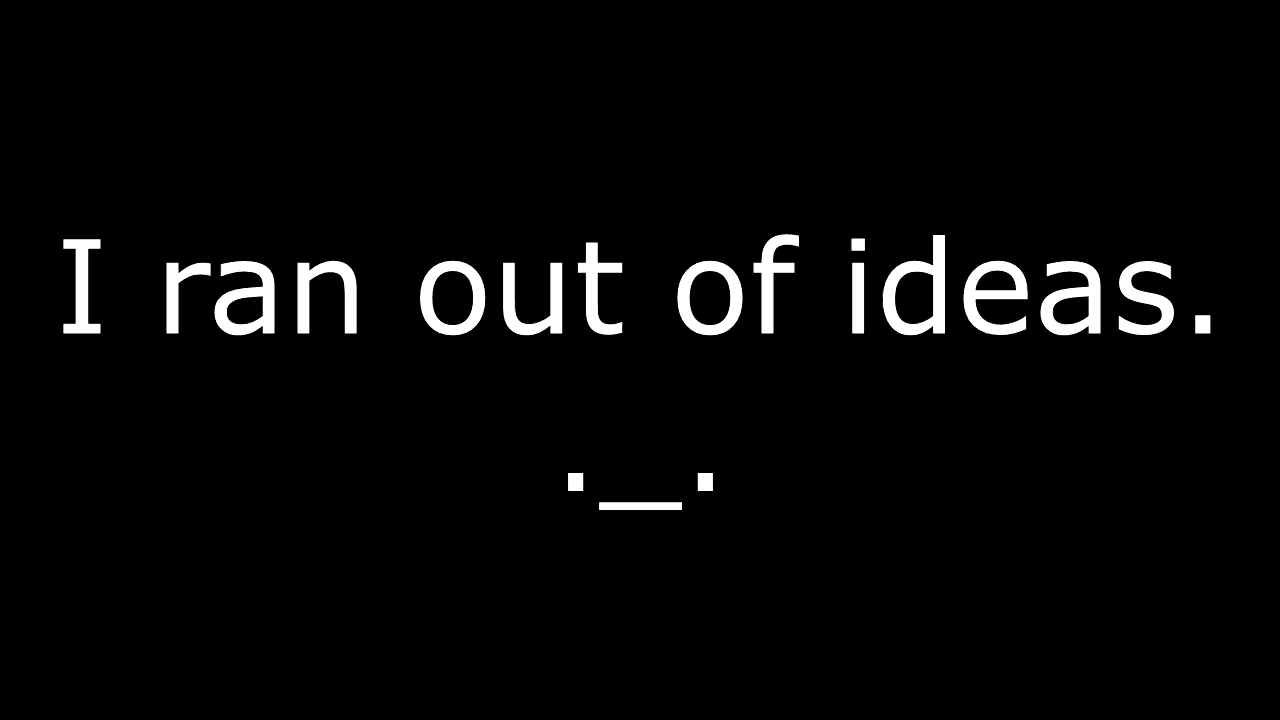 I ran out of ideas.
._.